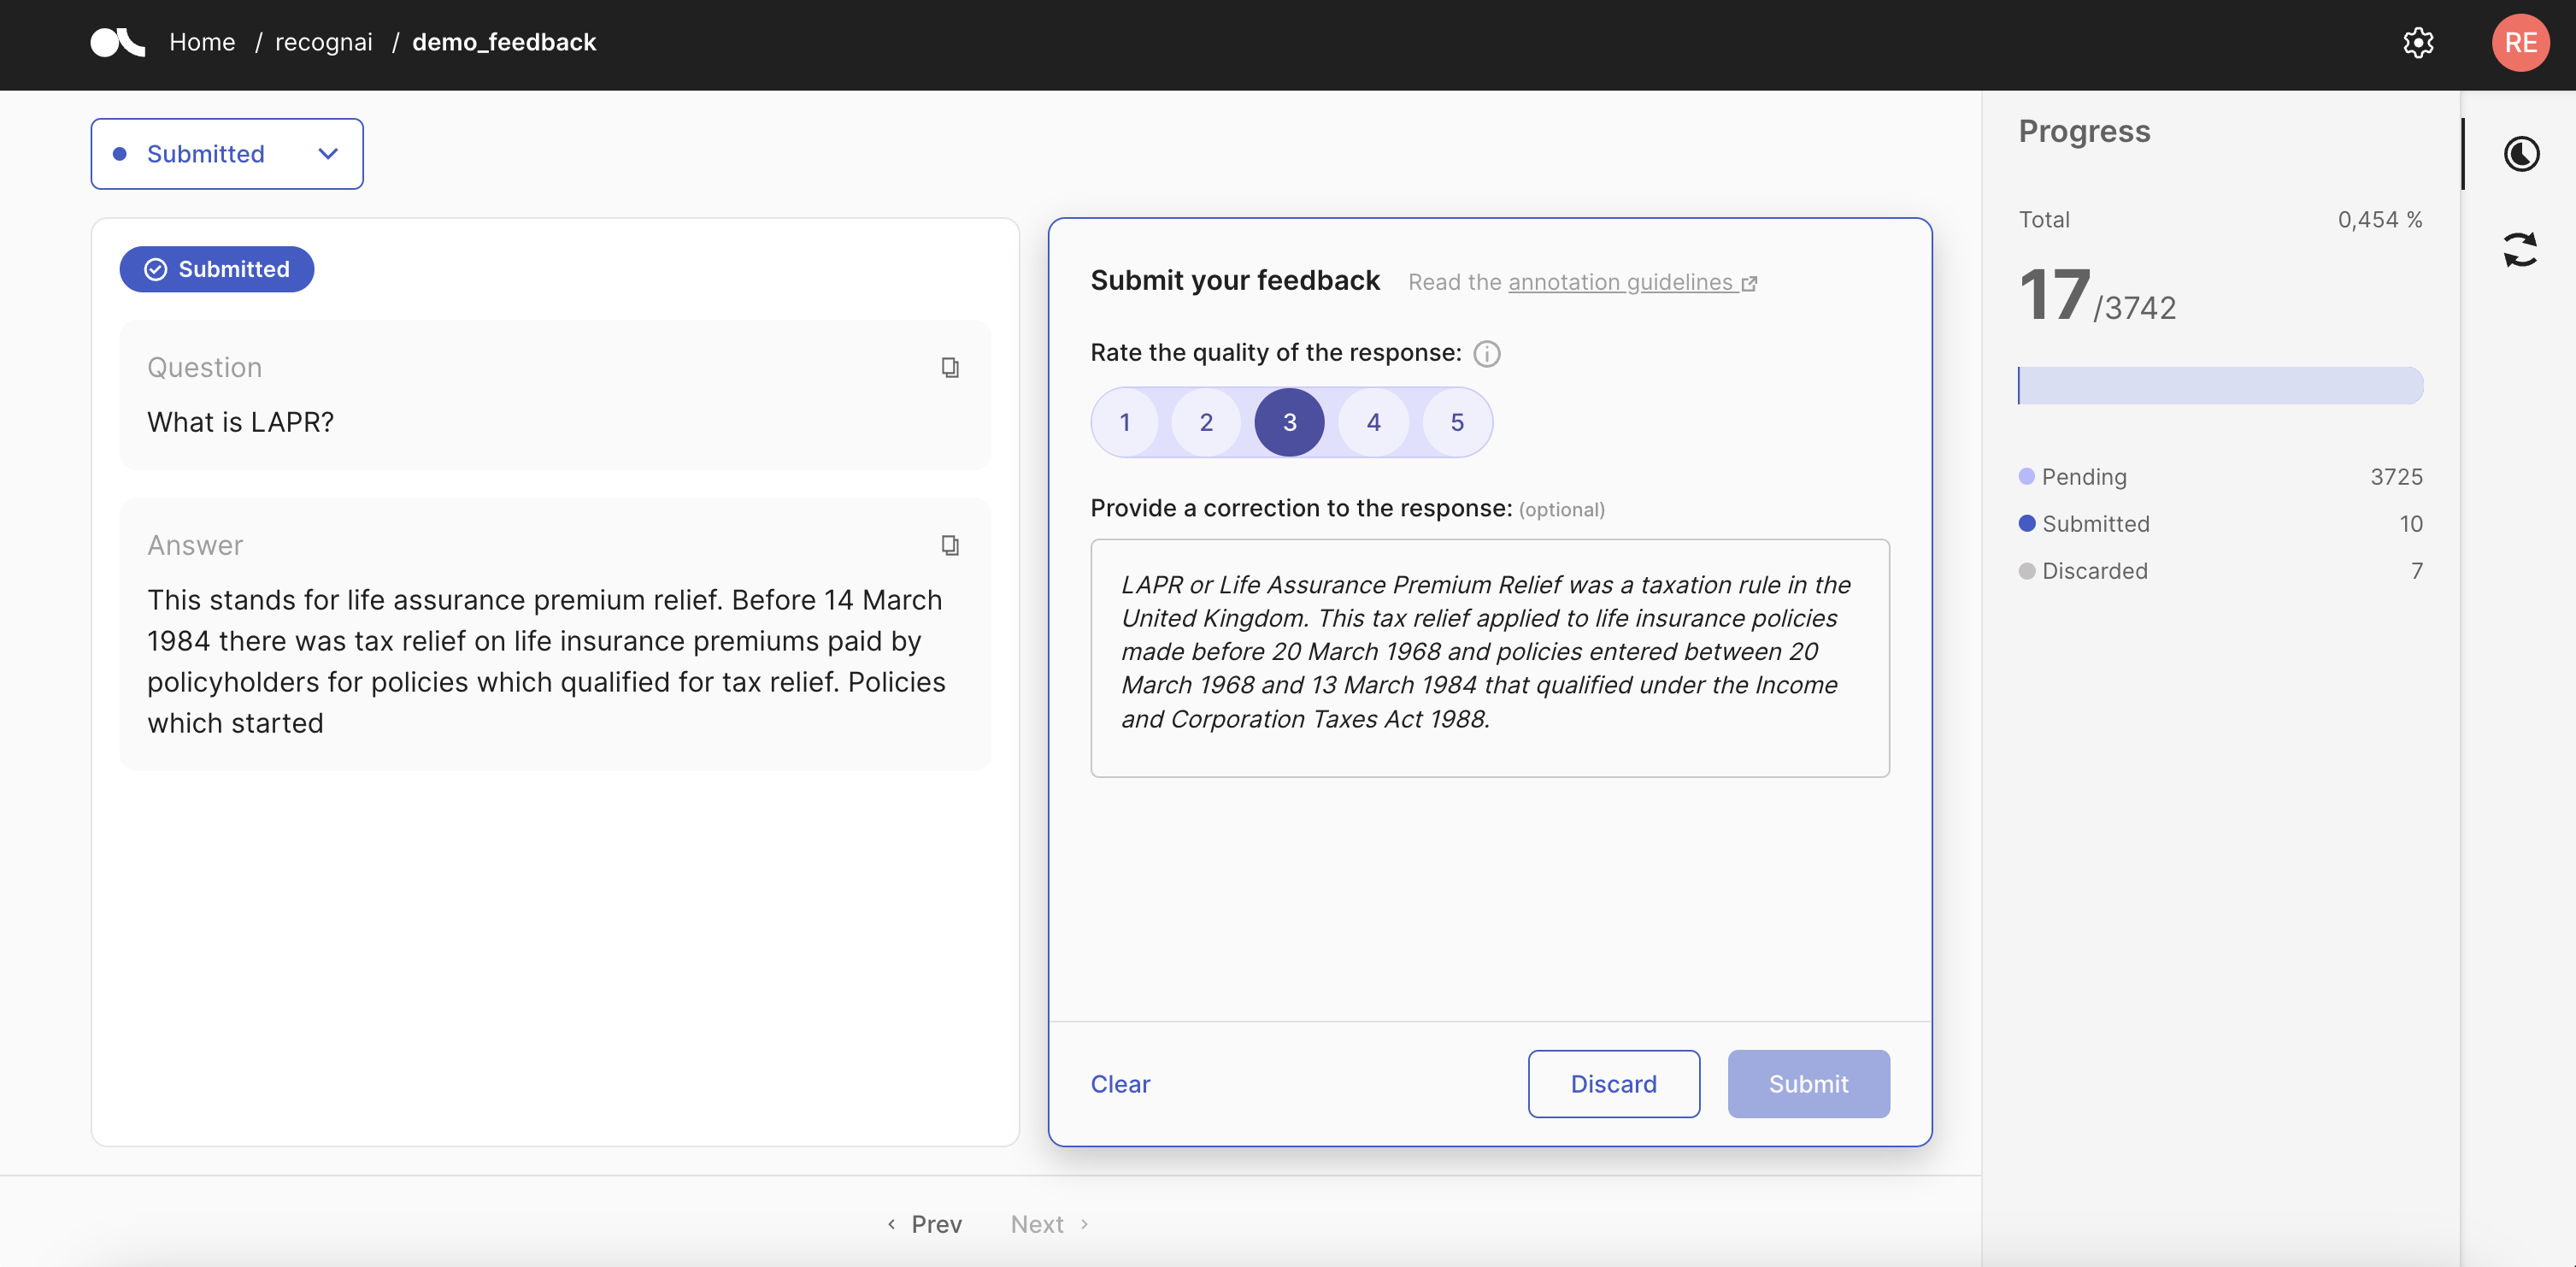 Home / recognai / demo_feedback
RE
Submitted
Submitted
Question
What is LAPR?
Answer
This stands for life assurance premium relief. Before 14 March
1984 there was tax relief on life insurance premiums paid by
policyholders for policies which qualified for tax relief. Policies
which started
Submit your feedback Read the annotation guidelines
Rate the quality of the response:
1 2 3 4 5
Provide a correction to the response: (optional)
LAPR or Life Assurance Premium Relief was a taxation rule in the
United Kingdom. This tax relief applied to life insurance policies
made before 20 March 1968 and policies entered between 20
March 1968 and 13 March 1984 that qualified under the Income
and Corporation Taxes Act 1988.
Clear Discard Submit
Prev Next
Progress
Total 0,454 %
17/3742
Pending 3725
Submitted 10
Discarded 7